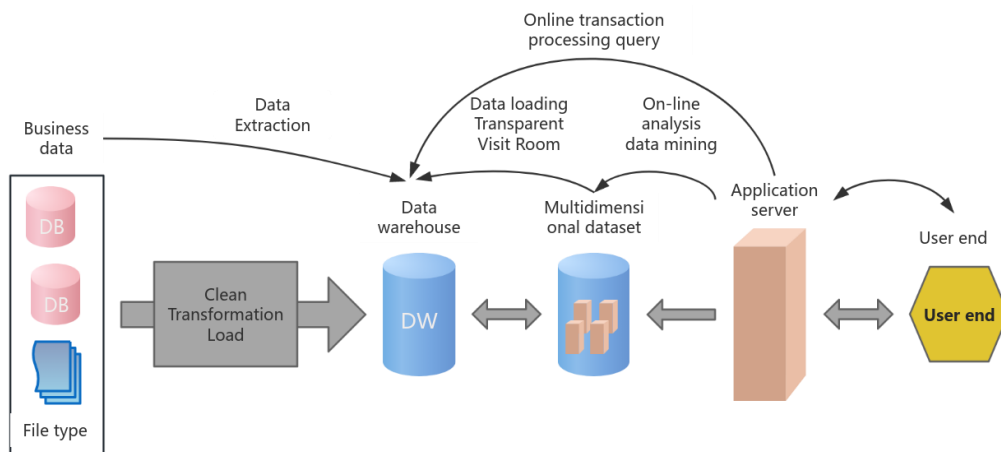 Online transaction
processing query
Data
Extraction
Data loading
Transparent
Visit Room
On-line
analysis
data mining
Business
data
Data
warehouse
Multidimensi
onal dataset
Application
server
User end
DB
DB
File type
Clean
Transformation
Load
DW
User end